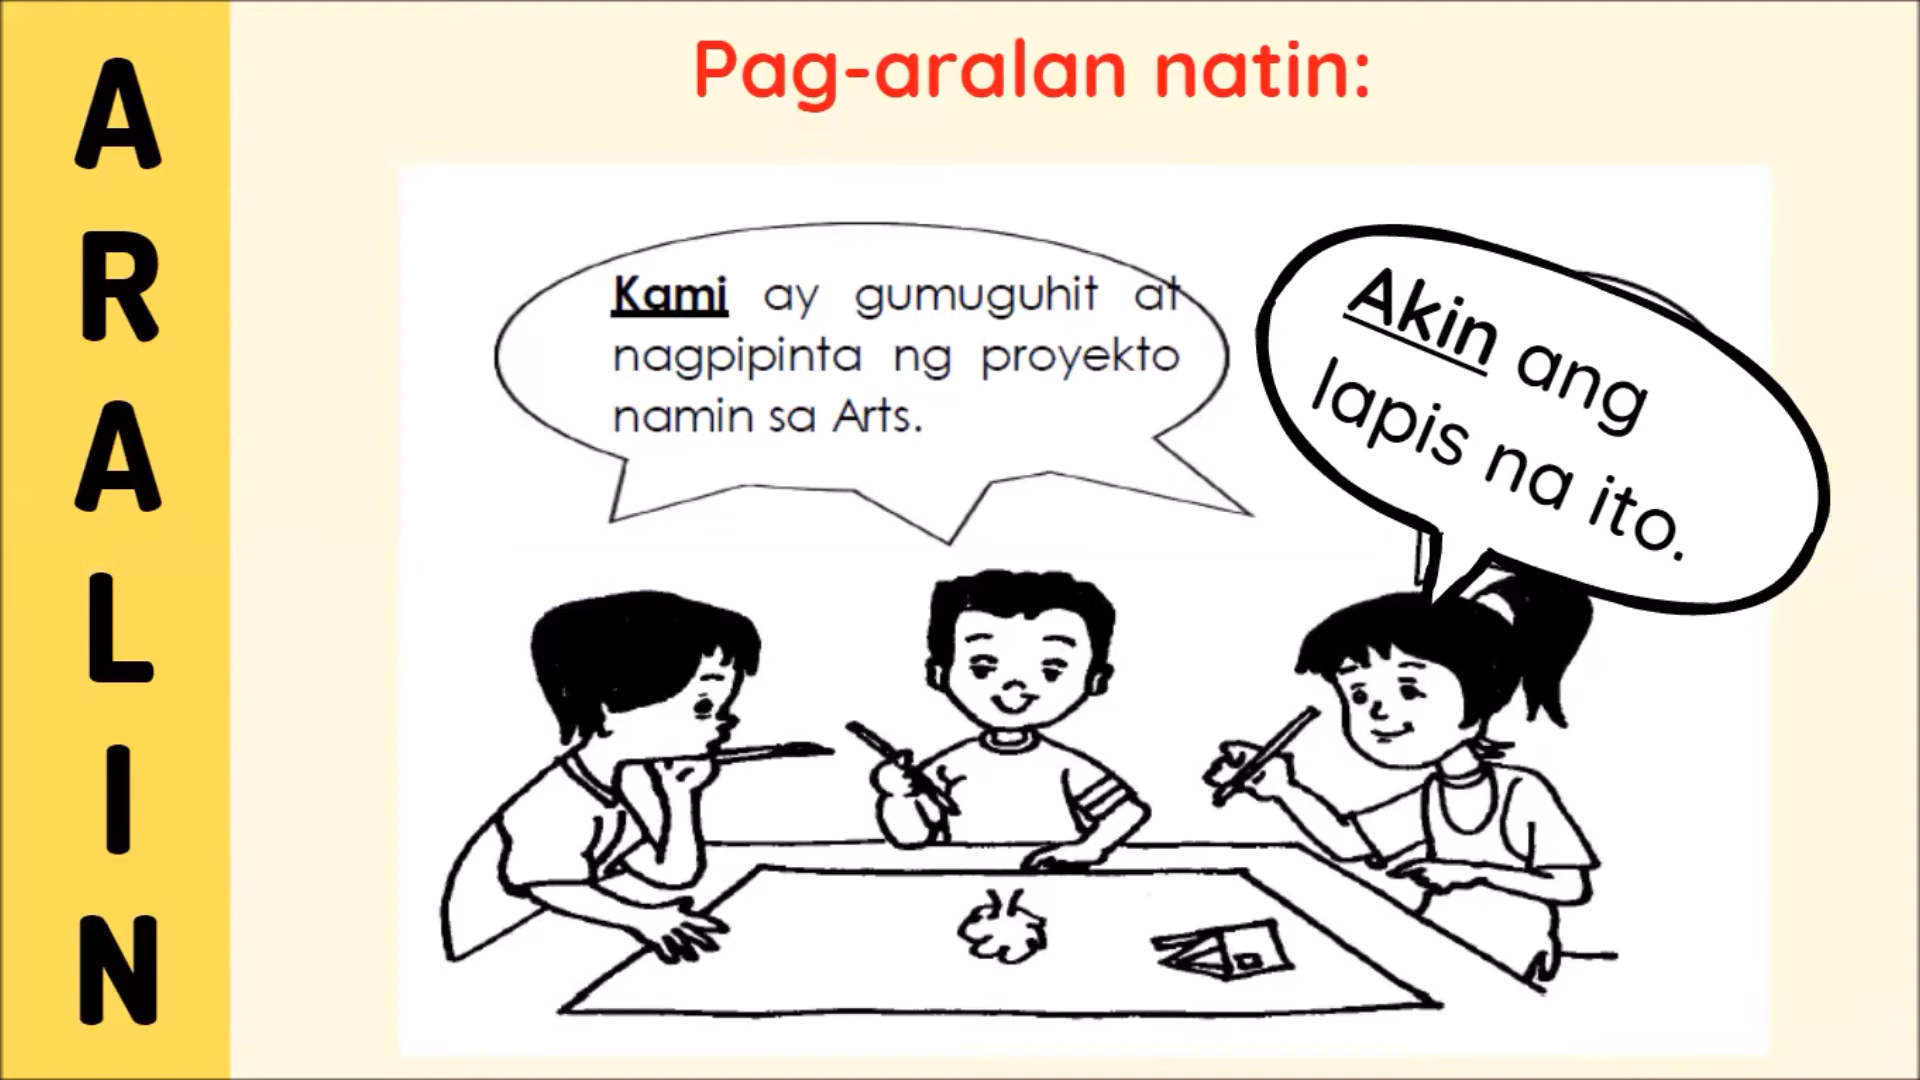 ARALIN
Pag-aralan natin:
Kami ay gumuguhit at
nagpipinta ng proyekto
namin sa Arts.
Akin ang
lapis na ito.